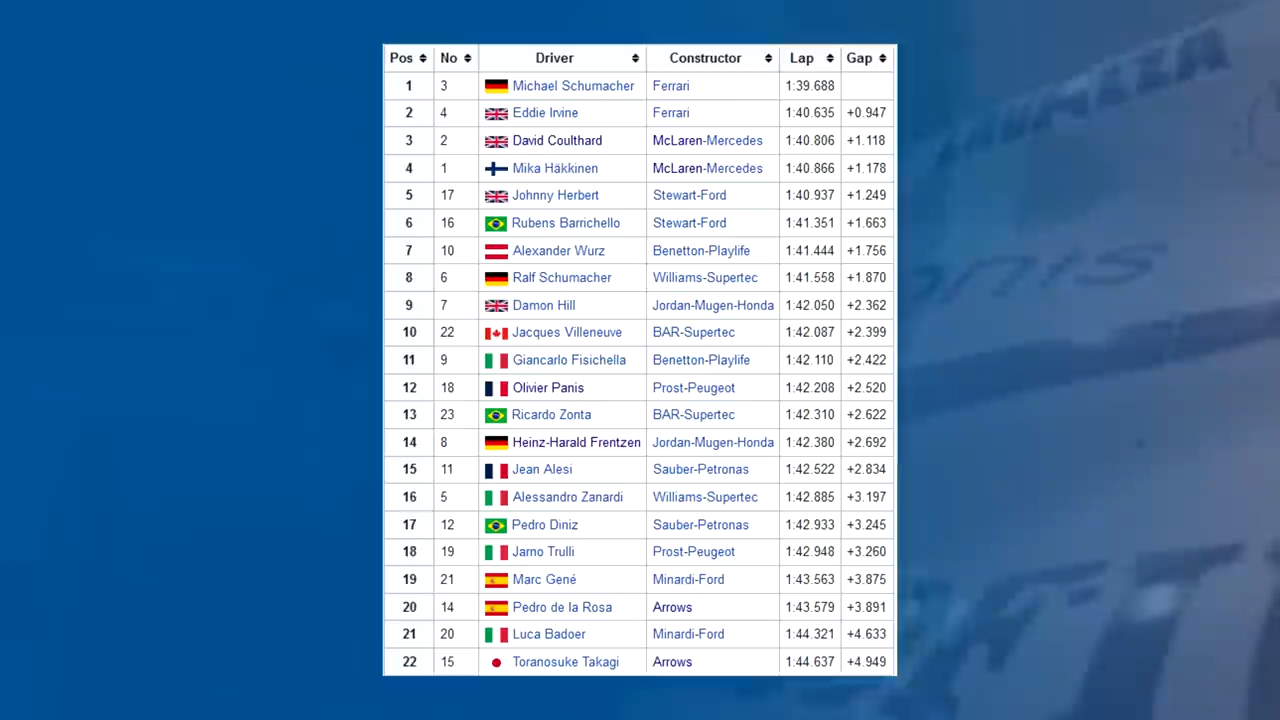 Pos No Driver Constructor Lap Gap
1 3 Michael Schumacher Ferrari 1:39.688
2 4 Eddie Irvine Ferrari 1:40.635 +0.947
3 2 David Coulthard McLaren-Mercedes 1:40.806 +1.118
4 1 Mika Häkkinen McLaren-Mercedes 1:40.866 +1.178
5 17 Johnny Herbert Stewart-Ford 1:40.937 +1.249
6 16 Rubens Barrichello Stewart-Ford 1:41.351 +1.663
7 10 Alexander Wurz Benetton-Playlife 1:41.444 +1.756
8 6 Ralf Schumacher Williams-Supertec 1:41.558 +1.870
9 7 Damon Hill Jordan-Mugen-Honda 1:42.050 +2.362
10 22 Jacques Villeneuve BAR-Supertec 1:42.087 +2.399
11 9 Giancarlo Fisichella Benetton-Playlife 1:42.110 +2.422
12 18 Olivier Panis Prost-Peugeot 1:42.208 +2.520
13 23 Ricardo Zonta BAR-Supertec 1:42.310 +2.622
14 8 Heinz-Harald Frentzen Jordan-Mugen-Honda 1:42.380 +2.692
15 11 Jean Alesi Sauber-Petronas 1:42.522 +2.834
16 5 Alessandro Zanardi Williams-Supertec 1:42.885 +3.197
17 12 Pedro Diniz Sauber-Petronas 1:42.933 +3.245
18 19 Jarno Trulli Prost-Peugeot 1:42.948 +3.260
19 21 Marc Gené Minardi-Ford 1:43.563 +3.875
20 14 Pedro de la Rosa Arrows 1:43.579 +3.891
21 20 Luca Badoer Minardi-Ford 1:44.321 +4.633
22 15 Toranosuke Takagi Arrows 1:44.637 +4.949